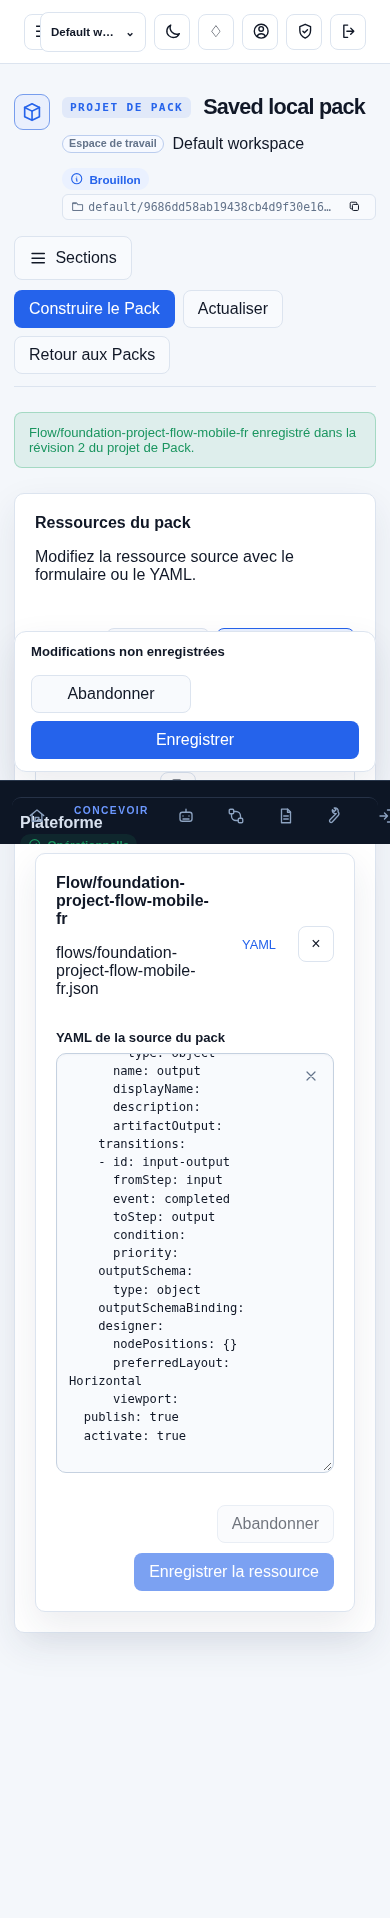 Default w…
PROJET DE PACK
Saved local pack
Espace de travail
Default workspace
Brouillon
default/9686dd58ab19438cb4d9f30e16…
Sections
Construire le Pack
Actualiser
Retour aux Packs
Flow/foundation-project-flow-mobile-fr enregistré dans la
révision 2 du projet de Pack.
Ressources du pack
Modifiez la ressource source avec le
formulaire ou le YAML.
Modifications non enregistrées
Abandonner
Enregistrer
CONCEVOIR
Plateforme
Opérationnelle
Flow/foundation-
project-flow-mobile-
fr
flows/foundation-
project-flow-mobile-
fr.json
YAML
×
YAML de la source du pack
type: object
name: output
displayName:
description:
artifactOutput:
transitions:
- id: input-output
fromStep: input
event: completed
toStep: output
condition:
priority:
outputSchema:
type: object
outputSchemaBinding:
designer:
nodePositions: {}
preferredLayout:
Horizontal
viewport:
publish: true
activate: true
Abandonner
Enregistrer la ressource